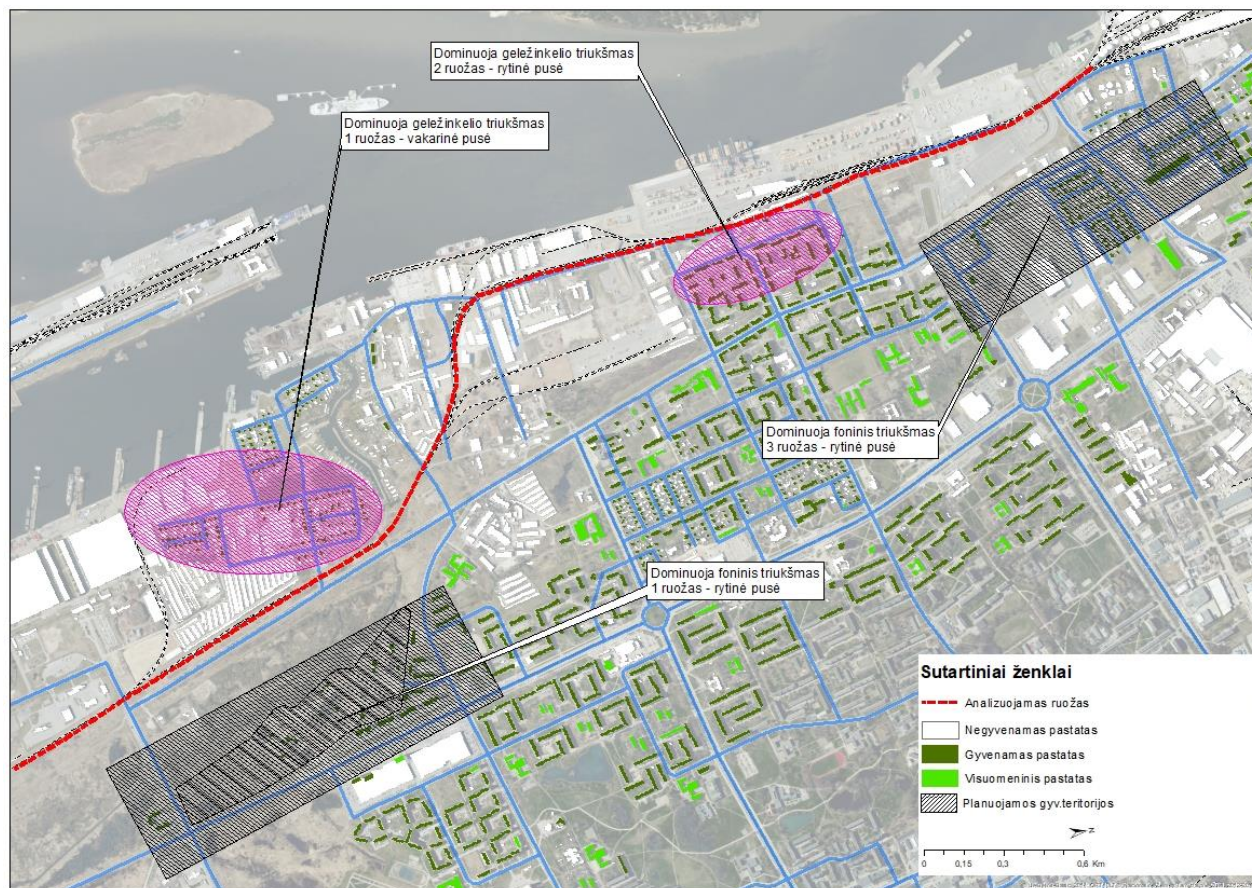 Dominuoja geležinkelio triukšmas
2 ruožas - rytinė pusė
Dominuoja geležinkelio triukšmas
1 ruožas - vakarinė pusė
Dominuoja foninis triukšmas
3 ruožas - rytinė pusė
Dominuoja foninis triukšmas
1 ruožas - rytinė pusė
Sutartiniai ženklai
Analizuojamas ruožas
Negyvenamas pastatas
Gyvenamas pastatas
Visuomeninis pastatas
Planuojamos gyv.teritorijos
N
0 0,15 0,3 0,6 Km